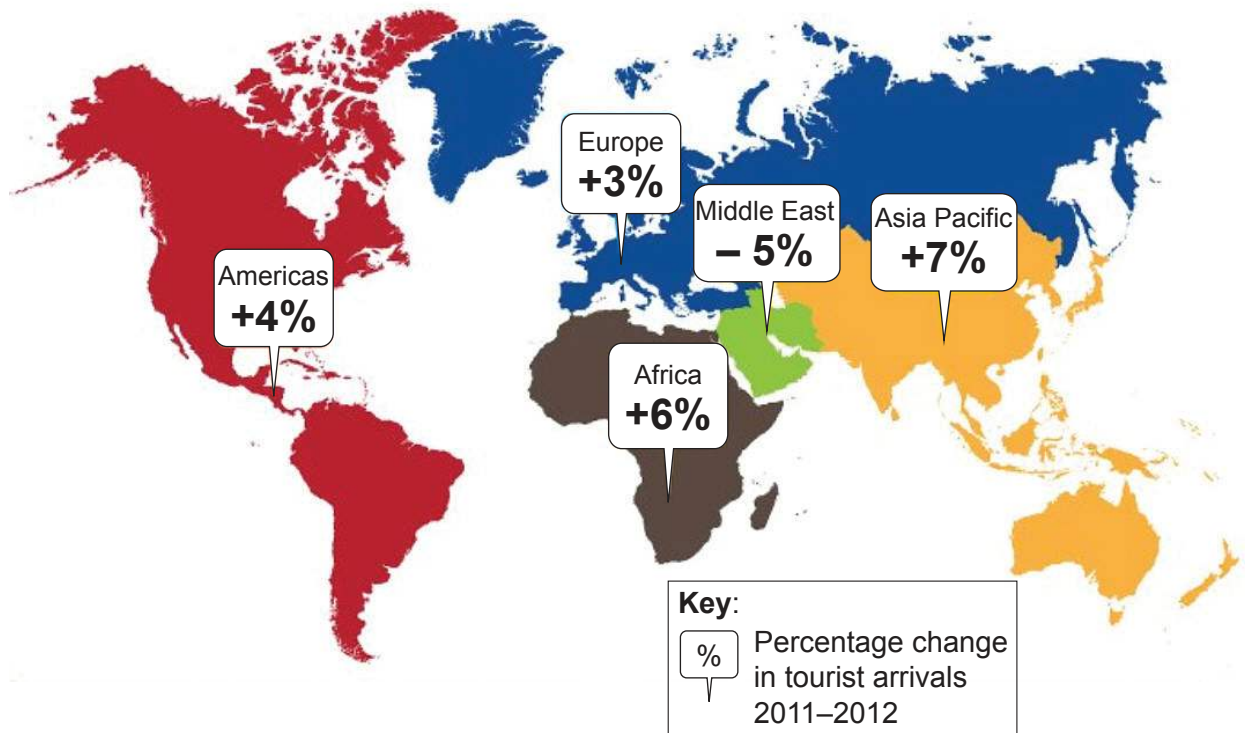 Europe
+3%
Middle East
– 5%
Asia Pacific
+7%
Americas
+4%
Africa
+6%
Key:
%
Percentage change
in tourist arrivals
2011–2012